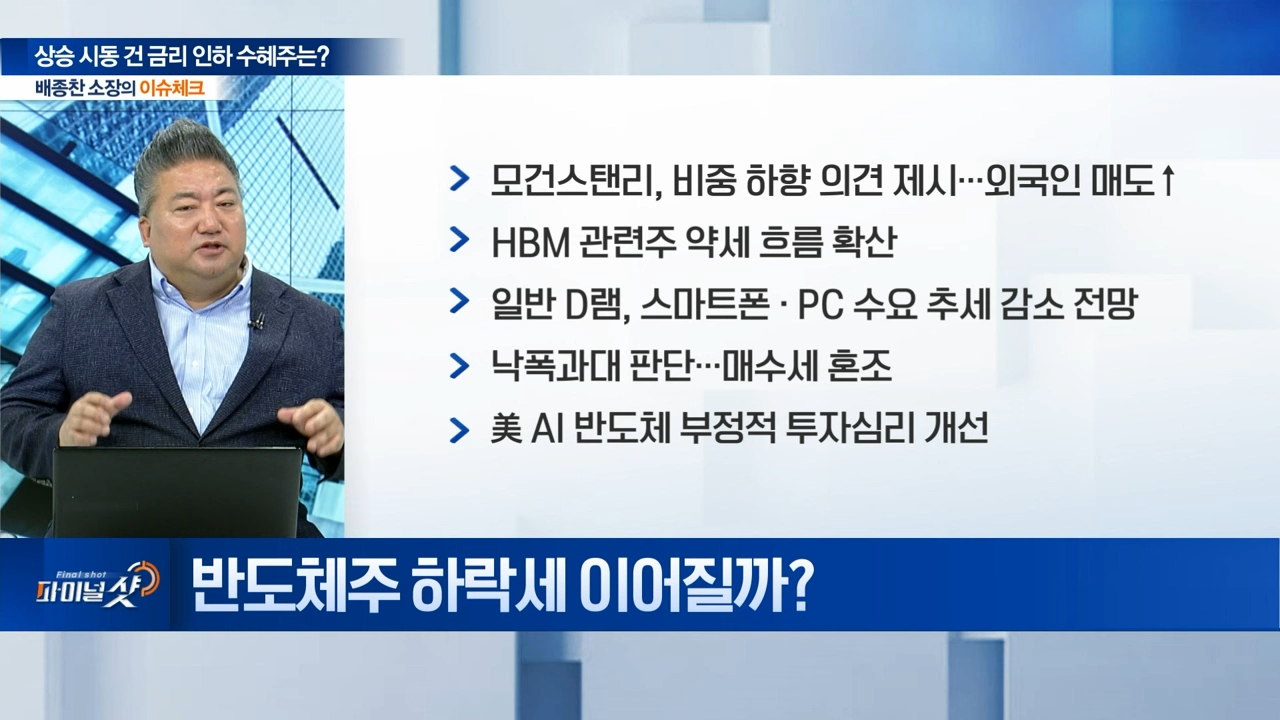 상승 시동 건 금리 인하 수혜주는?
배종찬 소장의 이슈체크
모건스탠리, 비중 하향 의견 제시…외국인 매도↑
HBM 관련주 약세 흐름 확산
일반 D램, 스마트폰·PC 수요 추세 감소 전망
낙폭과대 판단…매수세 혼조
美 AI 반도체 부정적 투자심리 개선
Final shot
파이널 샷
반도체주 하락세 이어질까?